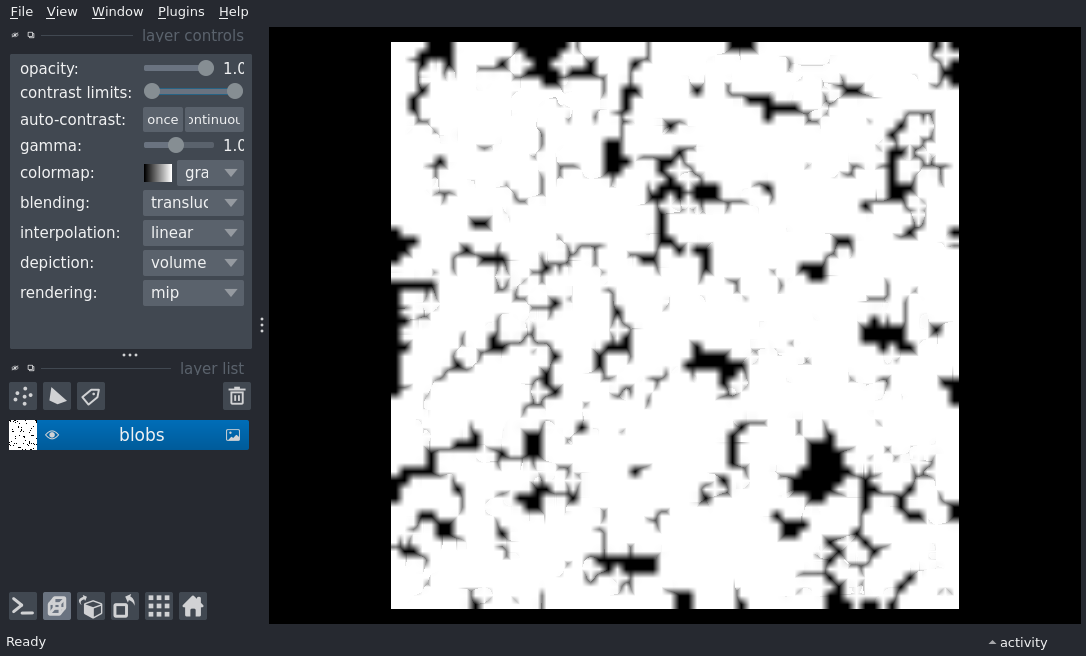 File View Window Plugins Help
layer controls
opacity: 1.0
contrast limits:
auto-contrast: once ontinuou
gamma: 1.0
colormap: gra
blending: transluc
interpolation: linear
depiction: volume
rendering: mip
layer list
blobs
Ready activity